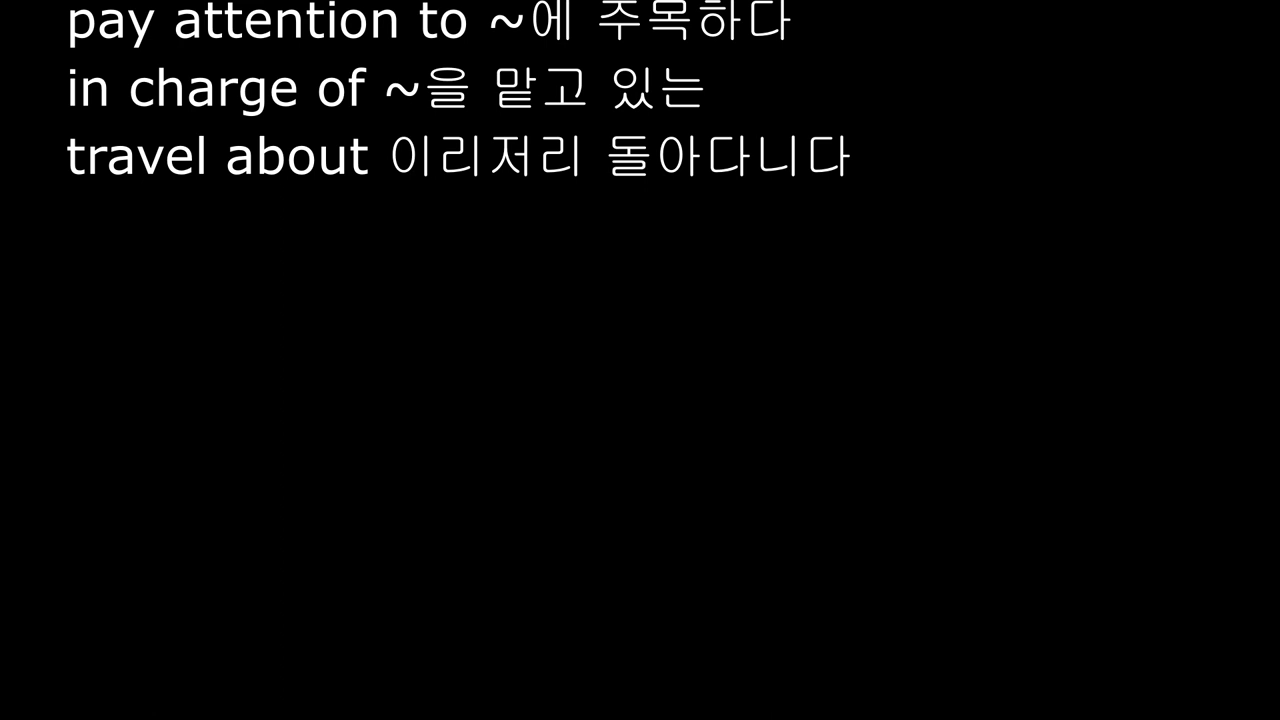 pay attention to ~에 주목하다
in charge of ~을 맡고 있는
travel about 이리저리 돌아다니다